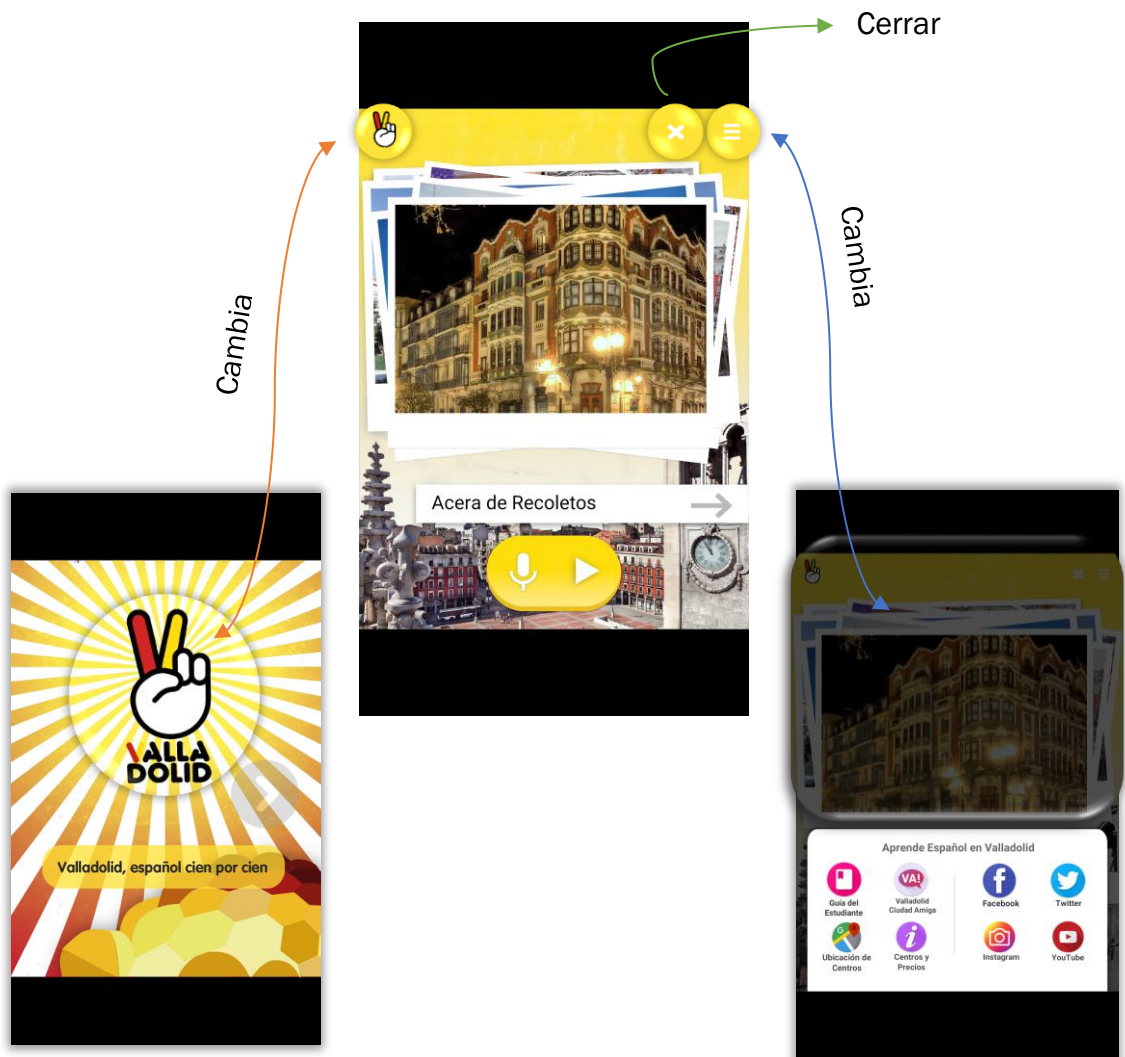 Cerrar
Cambia
Cambia
Acera de Recoletos
VALLA
DOLID
Valladolid, español cien por cien
Aprende Español en Valladolid
VA!
Guía del
Estudiante
Valladolid
Ciudad Amiga
Facebook
Twitter
G
Ubicación de
Centros
Centros y
Precios
Instagram
YouTube